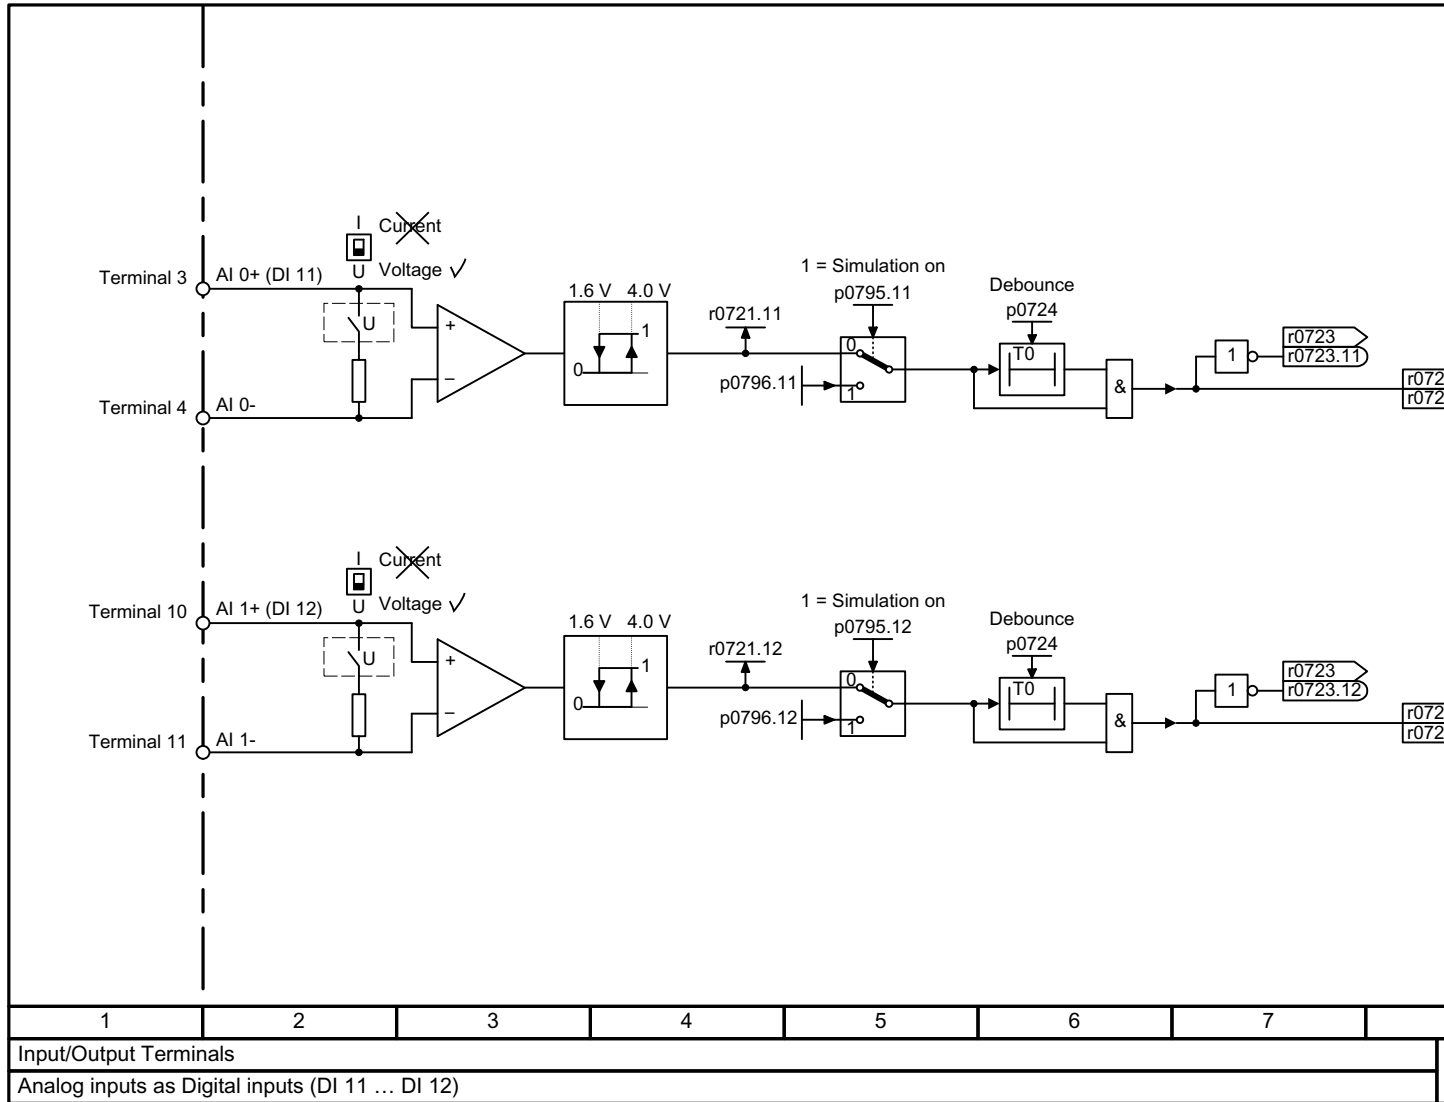 I Current
Terminal 3 AI 0+ (DI 11) U Voltage
1 = Simulation on
p0795.11
Debounce
p0724
1.6 V 4.0 V
r0721.11
U
+
1
0
0
T0
r0723
1
r0723.11
−
p0796.11
1
&
r072
r072
Terminal 4 AI 0-
I Current
Terminal 10 AI 1+ (DI 12) U Voltage
1 = Simulation on
p0795.12
Debounce
p0724
1.6 V 4.0 V
r0721.12
U
+
1
0
0
T0
r0723
1
r0723.12
−
p0796.12
1
&
r072
r072
Terminal 11 AI 1-
1 2 3 4 5 6 7
Input/Output Terminals
Analog inputs as Digital inputs (DI 11 ... DI 12)